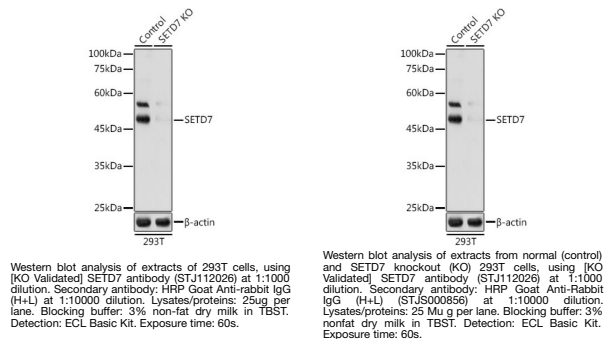 Control
SETD7 KO
100kDa
75kDa
60kDa
45kDa
35kDa
25kDa
SETD7
β-actin
293T
Western blot analysis of extracts of 293T cells, using
[KO Validated] SETD7 antibody (STJ112026) at 1:1000
dilution. Secondary antibody: HRP Goat Anti-rabbit IgG
(H+L) at 1:10000 dilution. Lysates/proteins: 25ug per
lane. Blocking buffer: 3% non-fat dry milk in TBST.
Detection: ECL Basic Kit. Exposure time: 60s.
Control
SETD7 KO
100kDa
75kDa
60kDa
45kDa
35kDa
25kDa
SETD7
β-actin
293T
Western blot analysis of extracts from normal (control)
and SETD7 knockout (KO) 293T cells, using [KO
Validated] SETD7 antibody (STJ112026) at 1:1000
dilution. Secondary antibody: HRP Goat Anti-Rabbit
IgG (H+L) (STJS000856) at 1:10000 dilution.
Lysates/proteins: 25 Mu g per lane. Blocking buffer: 3%
nonfat dry milk in TBST. Detection: ECL Basic Kit.
Exposure time: 60s.